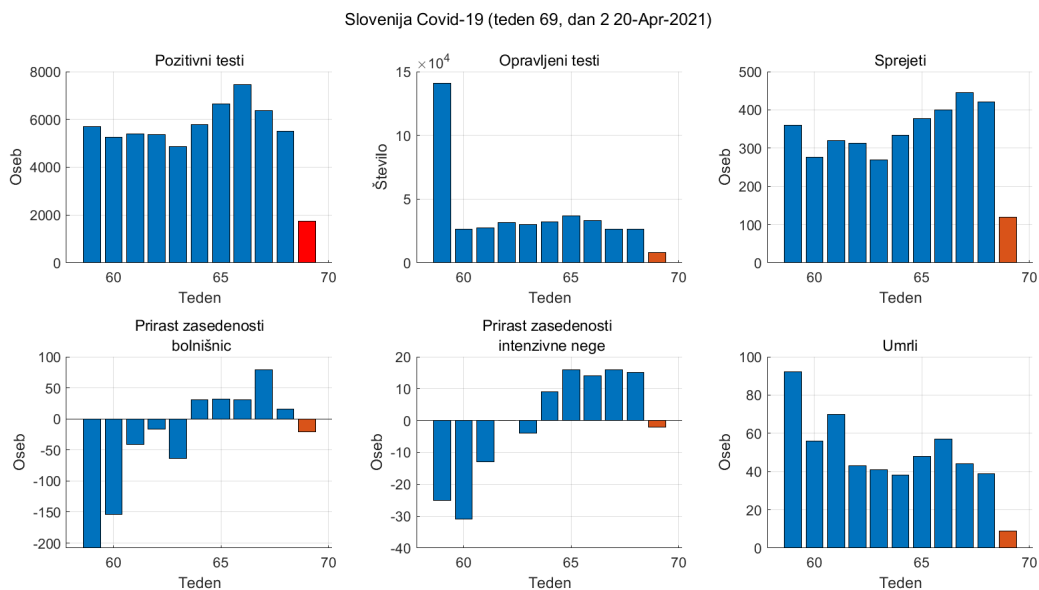 Slovenija Covid-19 (teden 69, dan 2 20-Apr-2021)
Pozitivni testi
8000
6000
4000
2000
0
Oseb
60
65
70
Teden
Opravljeni testi
×10⁴
15
10
5
0
Število
60
65
70
Teden
Sprejeti
500
400
300
200
100
0
Oseb
60
65
70
Teden
Prirast zasedenosti
bolnišnic
100
50
0
-50
-100
-150
-200
Oseb
60
65
70
Teden
Prirast zasedenosti
intenzivne nege
20
10
0
-10
-20
-30
-40
Oseb
60
65
70
Teden
Umrli
100
80
60
40
20
0
Oseb
60
65
70
Teden